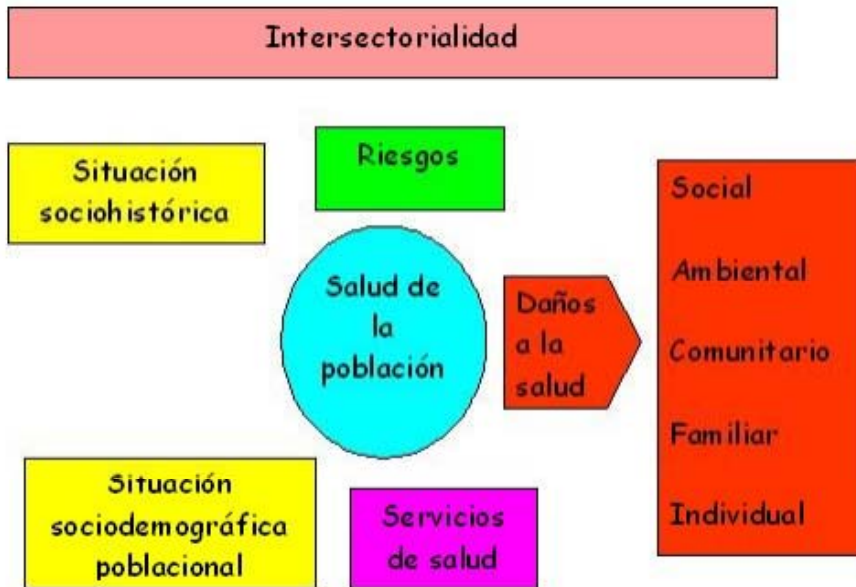 Intersectorialidad
Situación
sociohistórica
Riesgos
Salud de
la
población
Daños
a la
salud
Social
Ambiental
Comunitario
Familiar
Individual
Situación
sociodemográfica
poblacional
Servicios
de salud